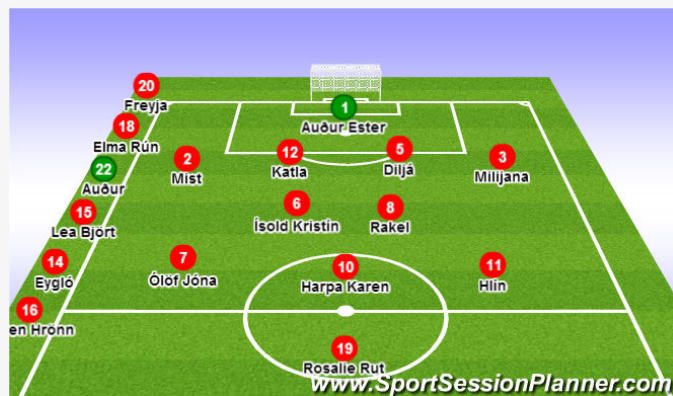 20
Freyja
1
Auður Ester
18
Elma Rún
2
Mist
12
Katla
5
Diljá
3
Milijana
22
Auður
15
Lea Björt
6
Ísold Kristín
8
Rakel
14
Eygló
7
Ólöf Jóna
10
Harpa Karen
11
Hlín
16
en Hrönn
19
Rosalie Rut
www.SportSessionPlanner.com